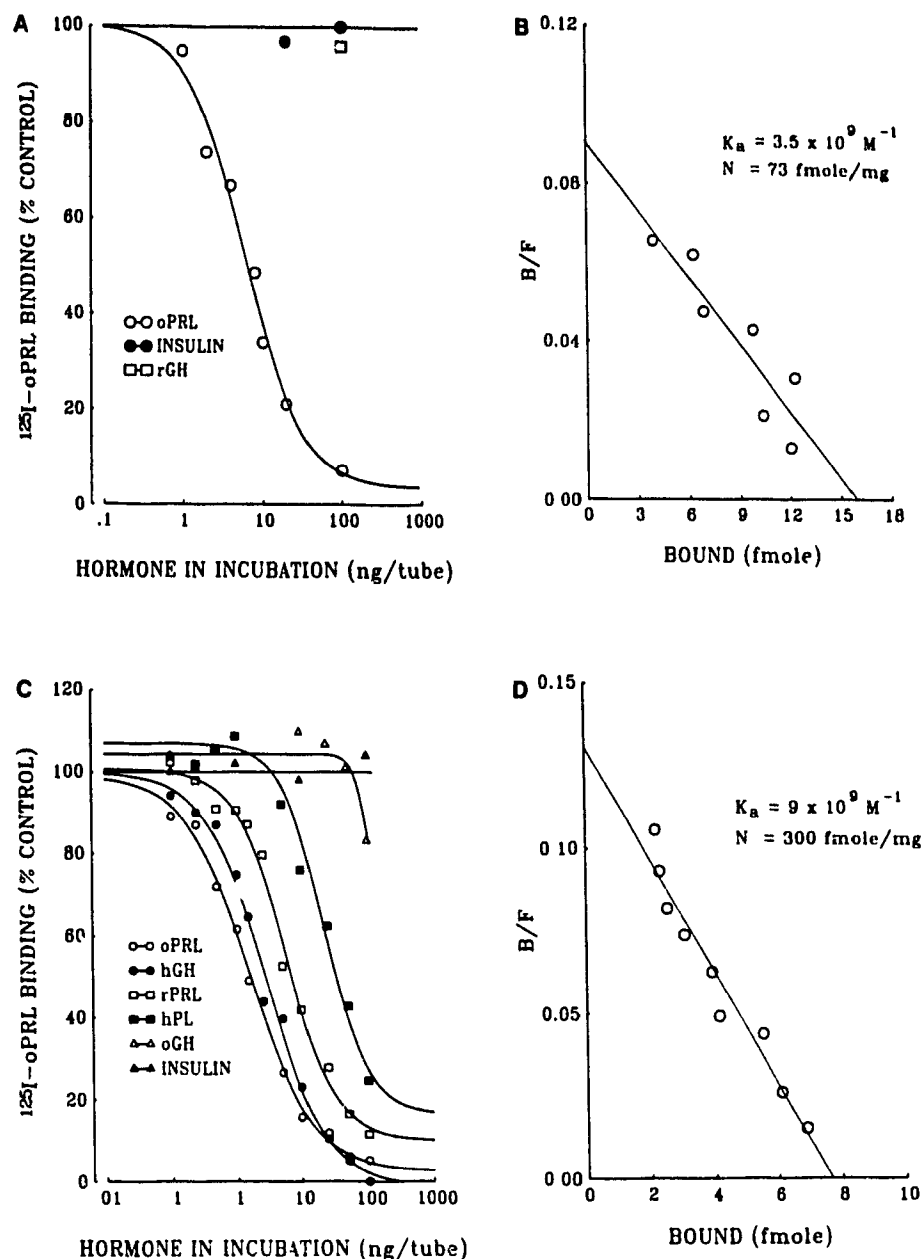 A
¹²⁵I-oPRL BINDING (% CONTROL)
100
80
60
40
20
0
oPRL
INSULIN
rGH
.1
1
10
100
1000
HORMONE IN INCUBATION (ng/tube)
B
B/F
0.12
0.08
0.04
0 00
Ka = 3.5 x 10⁹ M⁻¹
N = 73 fmole/mg
0
3
6
9
12
15
18
BOUND (fmole)
C
¹²⁵I-oPRL BINDING (% CONTROL)
120
100
80
60
40
20
0
oPRL
hGH
rPRL
hPL
oGH
INSULIN
01
1
1
10
100
1000
HORMONE IN INCUBATION (ng/tube)
D
B/F
0.15
0.10
0.05
0 00
Ka = 9 x 10⁹ M⁻¹
N = 300 fmole/mg
0
2
4
6
8
10
BOUND (fmole)